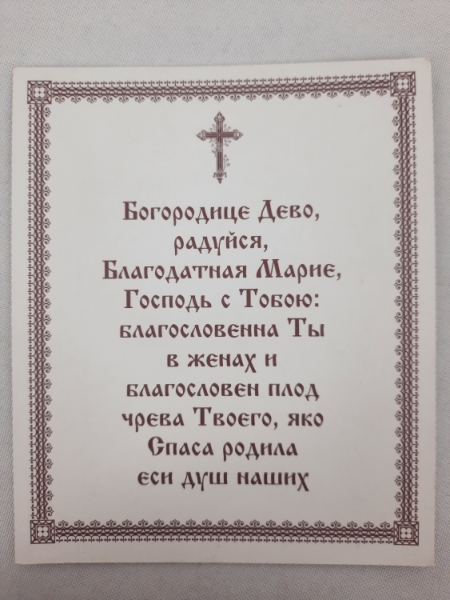 Богородице Дево,
радуйся,
Благодатная Марие,
Господь с Тобою:
благословенна Ты
в женах и
благословен плод
чрева Твоего, яко
Спаса родила
еси душ наших